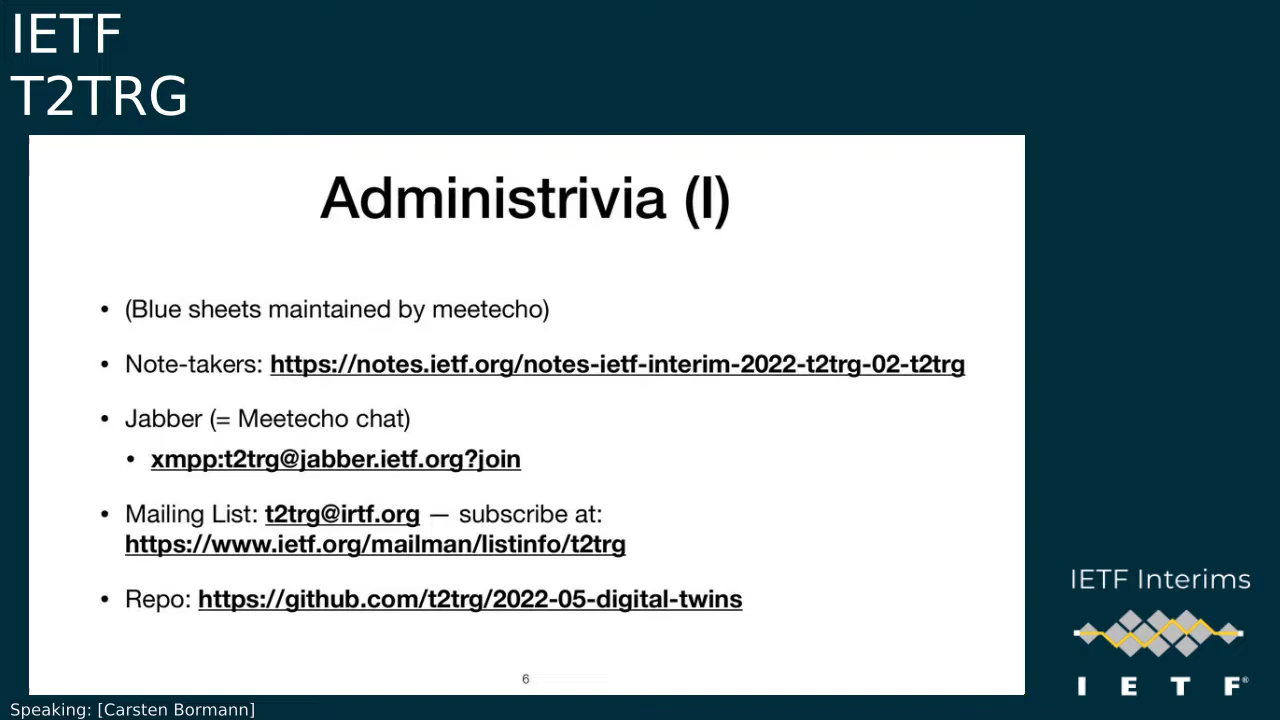 IETF
T2TRG
Administrivia (I)
• (Blue sheets maintained by meetecho)
• Note-takers: https://notes.ietf.org/notes-ietf-interim-2022-t2trg-02-t2trg
• Jabber (= Meetecho chat)
• xmpp:t2trg@jabber.ietf.org?join
• Mailing List: t2trg@irtf.org — subscribe at:
https://www.ietf.org/mailman/listinfo/t2trg
• Repo: https://github.com/t2trg/2022-05-digital-twins
6
IETF Interims
I E T F®
Speaking: [Carsten Bormann]